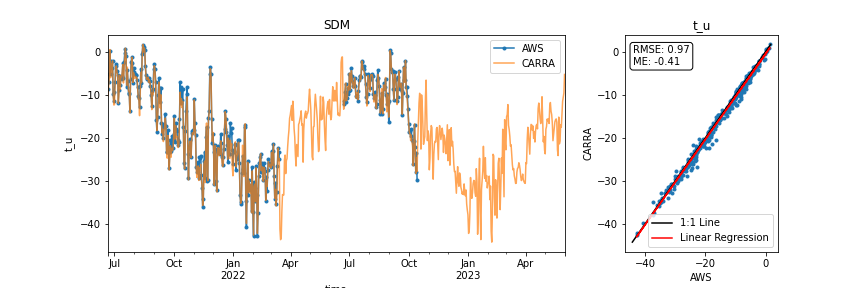 SDM
t_u
AWS
CARRA
0
−10
−20
−30
−40
t_u
Jul
Oct
Jan
2022
Apr
Jul
Oct
Jan
2023
Apr
RMSE: 0.97
ME: -0.41
0
−10
−20
−30
−40
CARRA
1:1 Line
Linear Regression
−40
−20
0
AWS